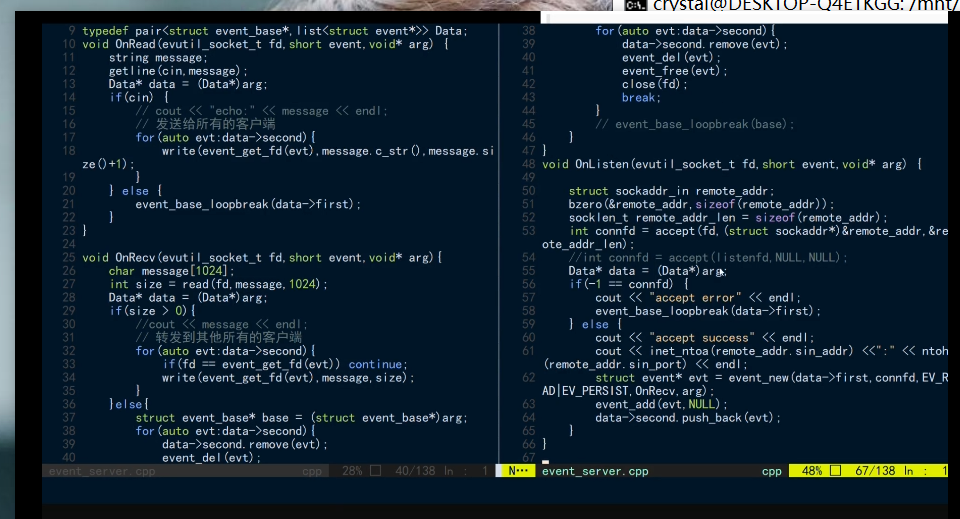 crystal@DESKTOP-Q4ETKGG: /mnt/
9 typedef pair<struct event_base*,list<struct event*>> Data;
10 void OnRead(evutil_socket_t fd,short event,void* arg) {
11 string message;
12 getline(cin,message);
13 Data* data = (Data*)arg;
14 if(cin) {
15 // cout << "echo:" << message << endl;
16 // 发送给所有的客户端
17 for(auto evt:data->second){
18 write(event_get_fd(evt),message.c_str(),message.si
ze()+1);
19 }
20 } else {
21 event_base_loopbreak(data->first);
22 }
23 }
24
25 void OnRecv(evutil_socket_t fd,short event,void* arg){
26 char message[1024];
27 int size = read(fd,message,1024);
28 Data* data = (Data*)arg;
29 if(size > 0){
30 //cout << message << endl;
31 // 转发到其他所有的客户端
32 for(auto evt:data->second){
33 if(fd == event_get_fd(evt)) continue;
34 write(event_get_fd(evt),message,size);
35 }
36 }else{
37 struct event_base* base = (struct event_base*)arg;
38 for(auto evt:data->second){
39 data->second.remove(evt);
40 event_del(evt);
event_server.cpp cpp 28% 40/138 ln : 1
38 for(auto evt:data->second){
39 data->second.remove(evt);
40 event_del(evt);
41 event_free(evt);
42 close(fd);
43 break;
44 }
45 // event_base_loopbreak(base);
46 }
47 }
48 void OnListen(evutil_socket_t fd,short event,void* arg) {
49
50 struct sockaddr_in remote_addr;
51 bzero(&remote_addr,sizeof(remote_addr));
52 socklen_t remote_addr_len = sizeof(remote_addr);
53 int connfd = accept(fd,(struct sockaddr*)&remote_addr,&re
ote_addr_len);
54 //int connfd = accept(listenfd,NULL,NULL);
55 Data* data = (Data*)arg;
56 if(-1 == connfd) {
57 cout << "accept error" << endl;
58 event_base_loopbreak(data->first);
59 } else {
60 cout << "accept success" << endl;
61 cout << inet_ntoa(remote_addr.sin_addr) <<":" << ntoh
(remote_addr.sin_port) << endl;
62 struct event* evt = event_new(data->first,connfd,EV_R
AD|EV_PERSIST,OnRecv,arg);
63 event_add(evt,NULL);
64 data->second.push_back(evt);
65 }
66 }
67
N… event_server.cpp cpp 48% 67/138 ln : 1